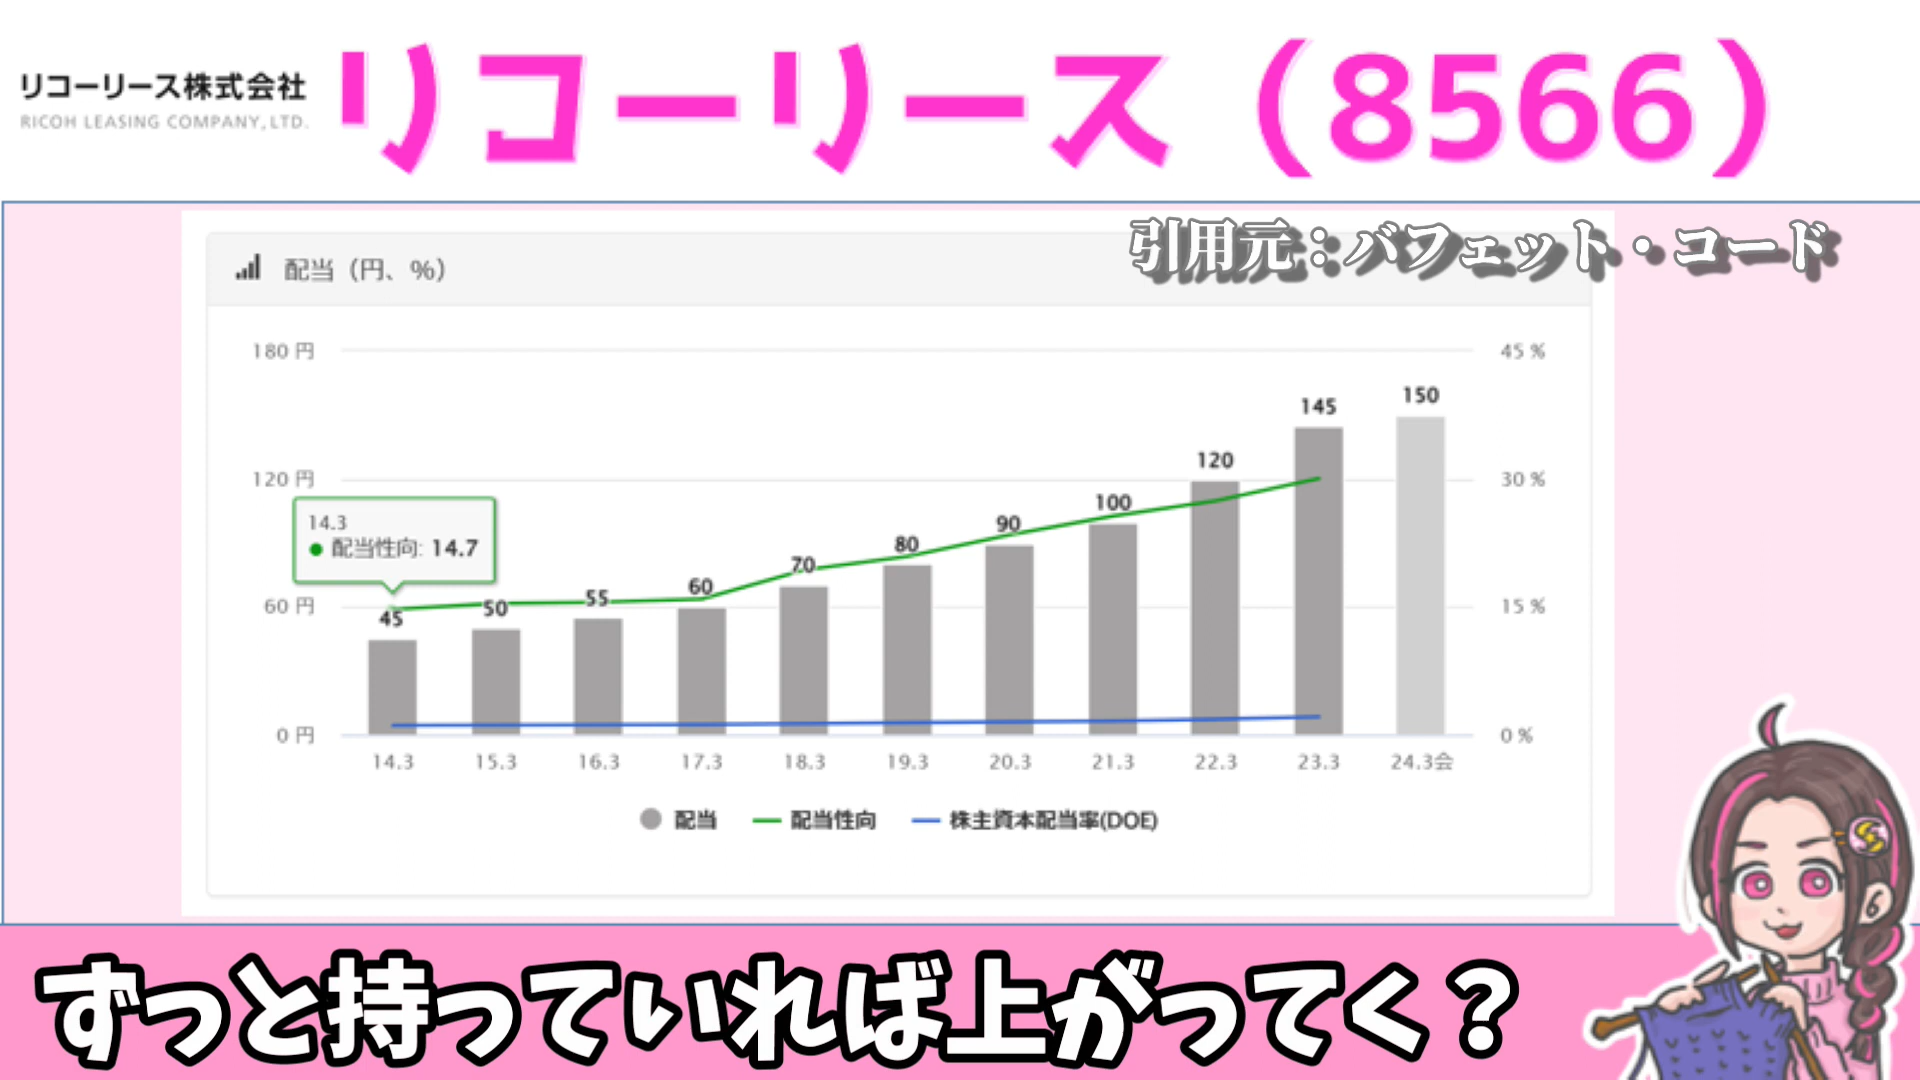 リコーリース株式会社
RICOH LEASING COMPANY, LTD.
リコーリース（8566）
引用元：バフェット・コード
配当（円、%）
180 円
45 %
150
145
120
120 円
30 %
100
90
80
70
60
55
50
45
14.3
配当性向: 14.7
60 円
15 %
0 円
0 %
14.3 15.3 16.3 17.3 18.3 19.3 20.3 21.3 22.3 23.3 24.3会
配当 配当性向 株主資本配当率(DOE)
ずっと持っていれば上がってく？